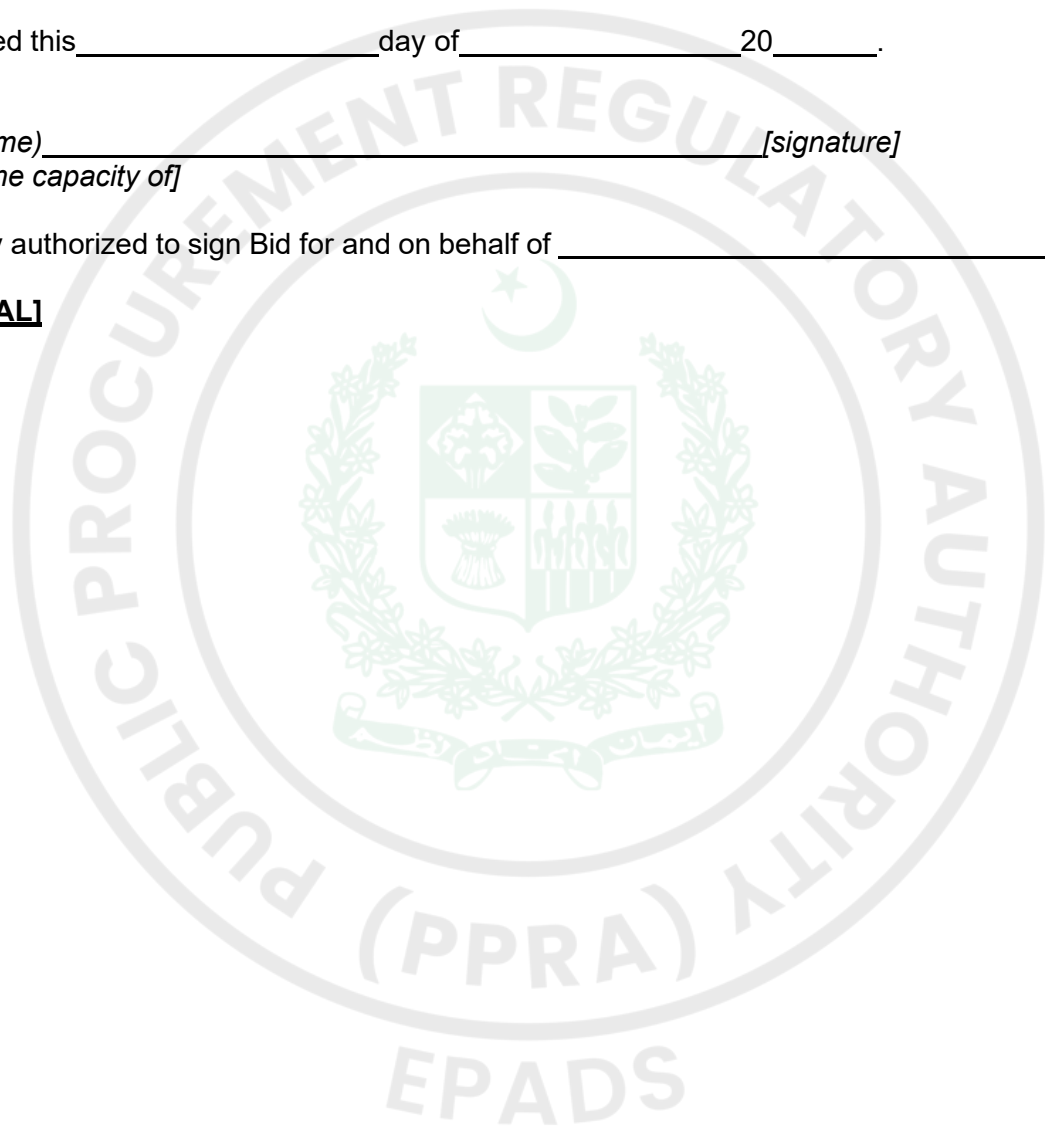 ed this day of 20 .
me) [signature]
ne capacity of]
y authorized to sign Bid for and on behalf of
AL]
PUBLIC PROCUREMENT REGULATORY AUTHORITY
(PPRA)
EPADS